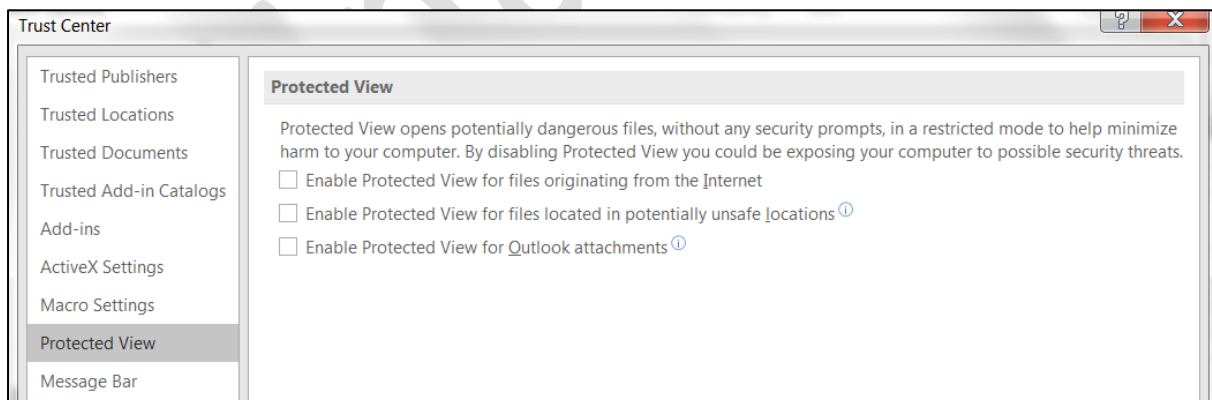 Trust Center
Trusted Publishers
Trusted Locations
Trusted Documents
Trusted Add-in Catalogs
Add-ins
ActiveX Settings
Macro Settings
Protected View
Message Bar
Protected View
Protected View opens potentially dangerous files, without any security prompts, in a restricted mode to help minimize
harm to your computer. By disabling Protected View you could be exposing your computer to possible security threats.
Enable Protected View for files originating from the Internet
Enable Protected View for files located in potentially unsafe locations
Enable Protected View for Outlook attachments